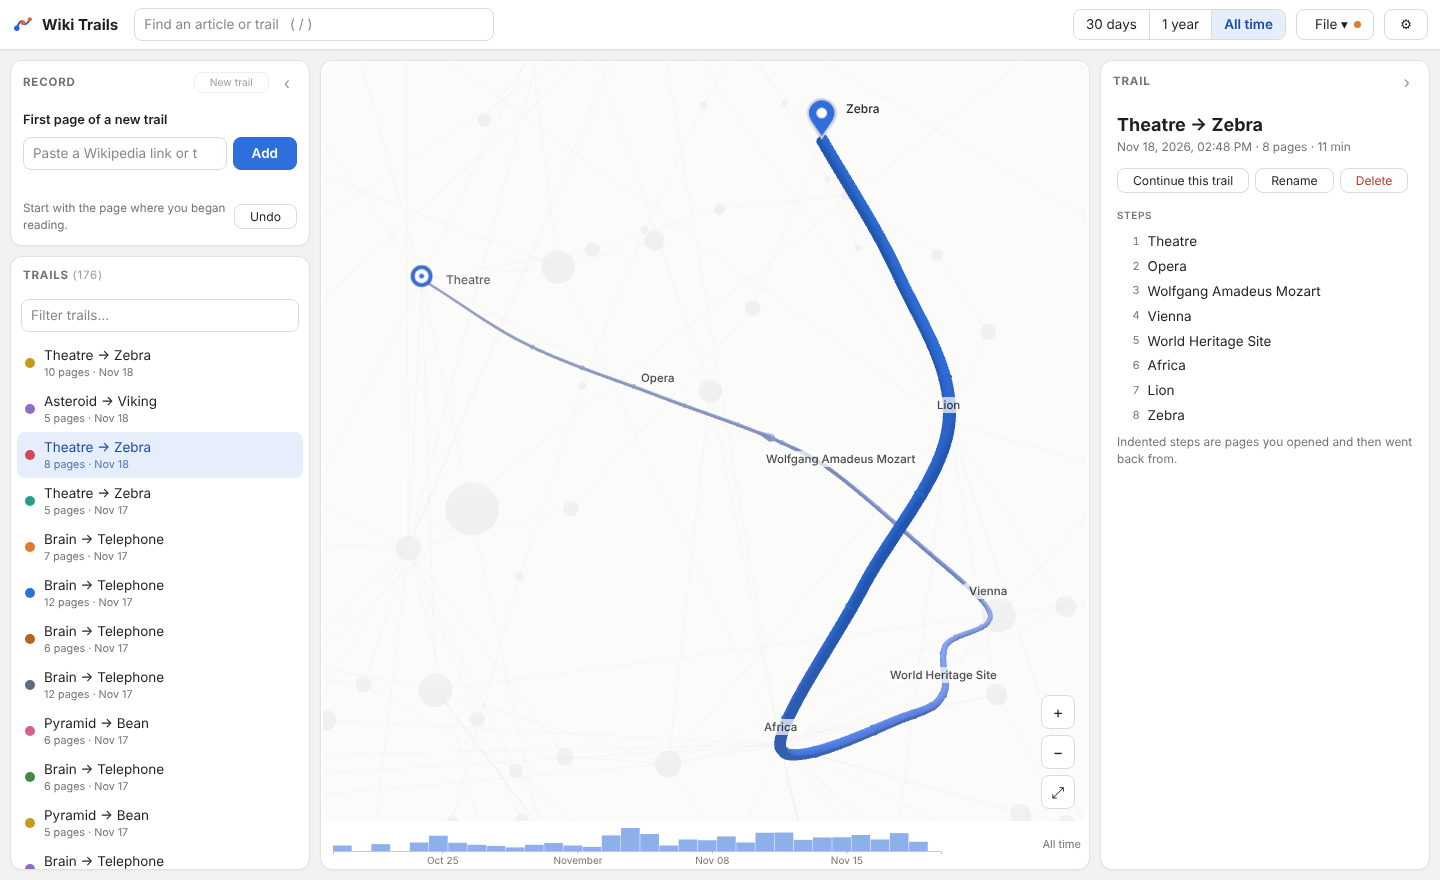 Wiki Trails
Find an article or trail ( / )
30 days
1 year
All time
File ▾
RECORD
New trail
First page of a new trail
Paste a Wikipedia link or t
Add
Start with the page where you began
reading.
Undo
TRAILS (176)
Filter trails...
Theatre → Zebra
10 pages · Nov 18
Asteroid → Viking
5 pages · Nov 18
Theatre → Zebra
8 pages · Nov 18
Theatre → Zebra
5 pages · Nov 17
Brain → Telephone
7 pages · Nov 17
Brain → Telephone
12 pages · Nov 17
Brain → Telephone
6 pages · Nov 17
Brain → Telephone
12 pages · Nov 17
Pyramid → Bean
6 pages · Nov 17
Brain → Telephone
6 pages · Nov 17
Pyramid → Bean
5 pages · Nov 17
Brain → Telephone
Zebra
Theatre
Opera
Lion
Wolfgang Amadeus Mozart
Vienna
World Heritage Site
Africa
+
−
Oct 25
November
Nov 08
Nov 15
All time
TRAIL
Theatre → Zebra
Nov 18, 2026, 02:48 PM · 8 pages · 11 min
Continue this trail
Rename
Delete
STEPS
1 Theatre
2 Opera
3 Wolfgang Amadeus Mozart
4 Vienna
5 World Heritage Site
6 Africa
7 Lion
8 Zebra
Indented steps are pages you opened and then went
back from.